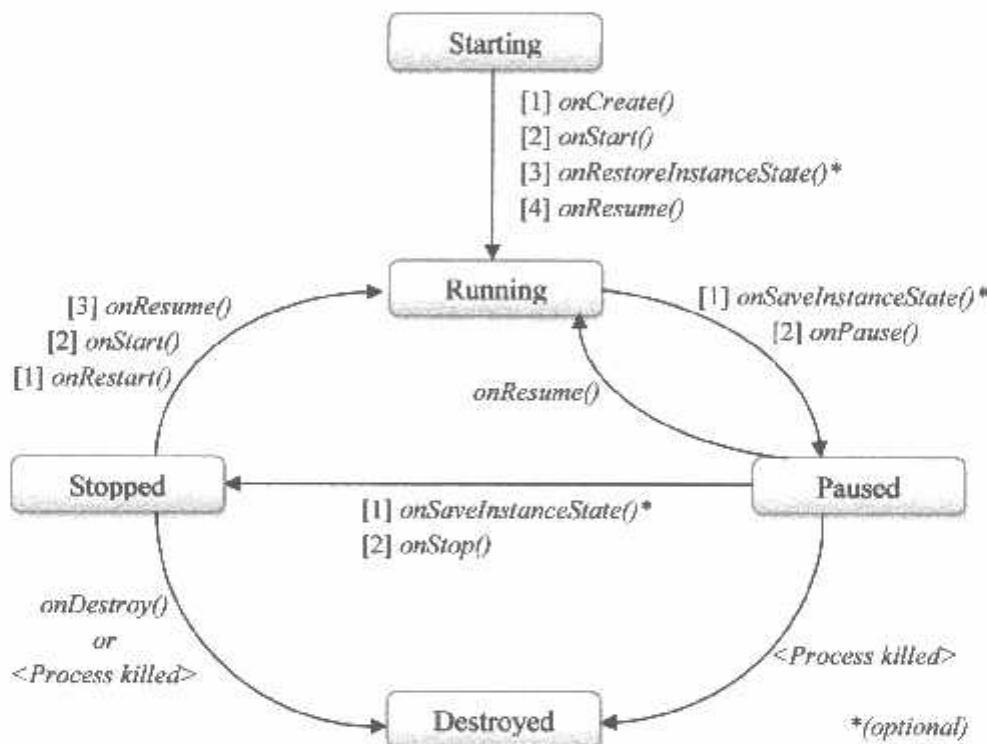 Starting
[1] onCreate()
[2] onStart()
[3] onRestoreInstanceState()*
[4] onResume()
Running
[3] onResume()
[2] onStart()
[1] onRestart()
[1] onSaveInstanceState()*
[2] onPause()
onResume()
Stopped
Paused
[1] onSaveInstanceState()*
[2] onStop()
onDestroy()
or
<Process killed>
<Process killed>
Destroyed
*(optional)